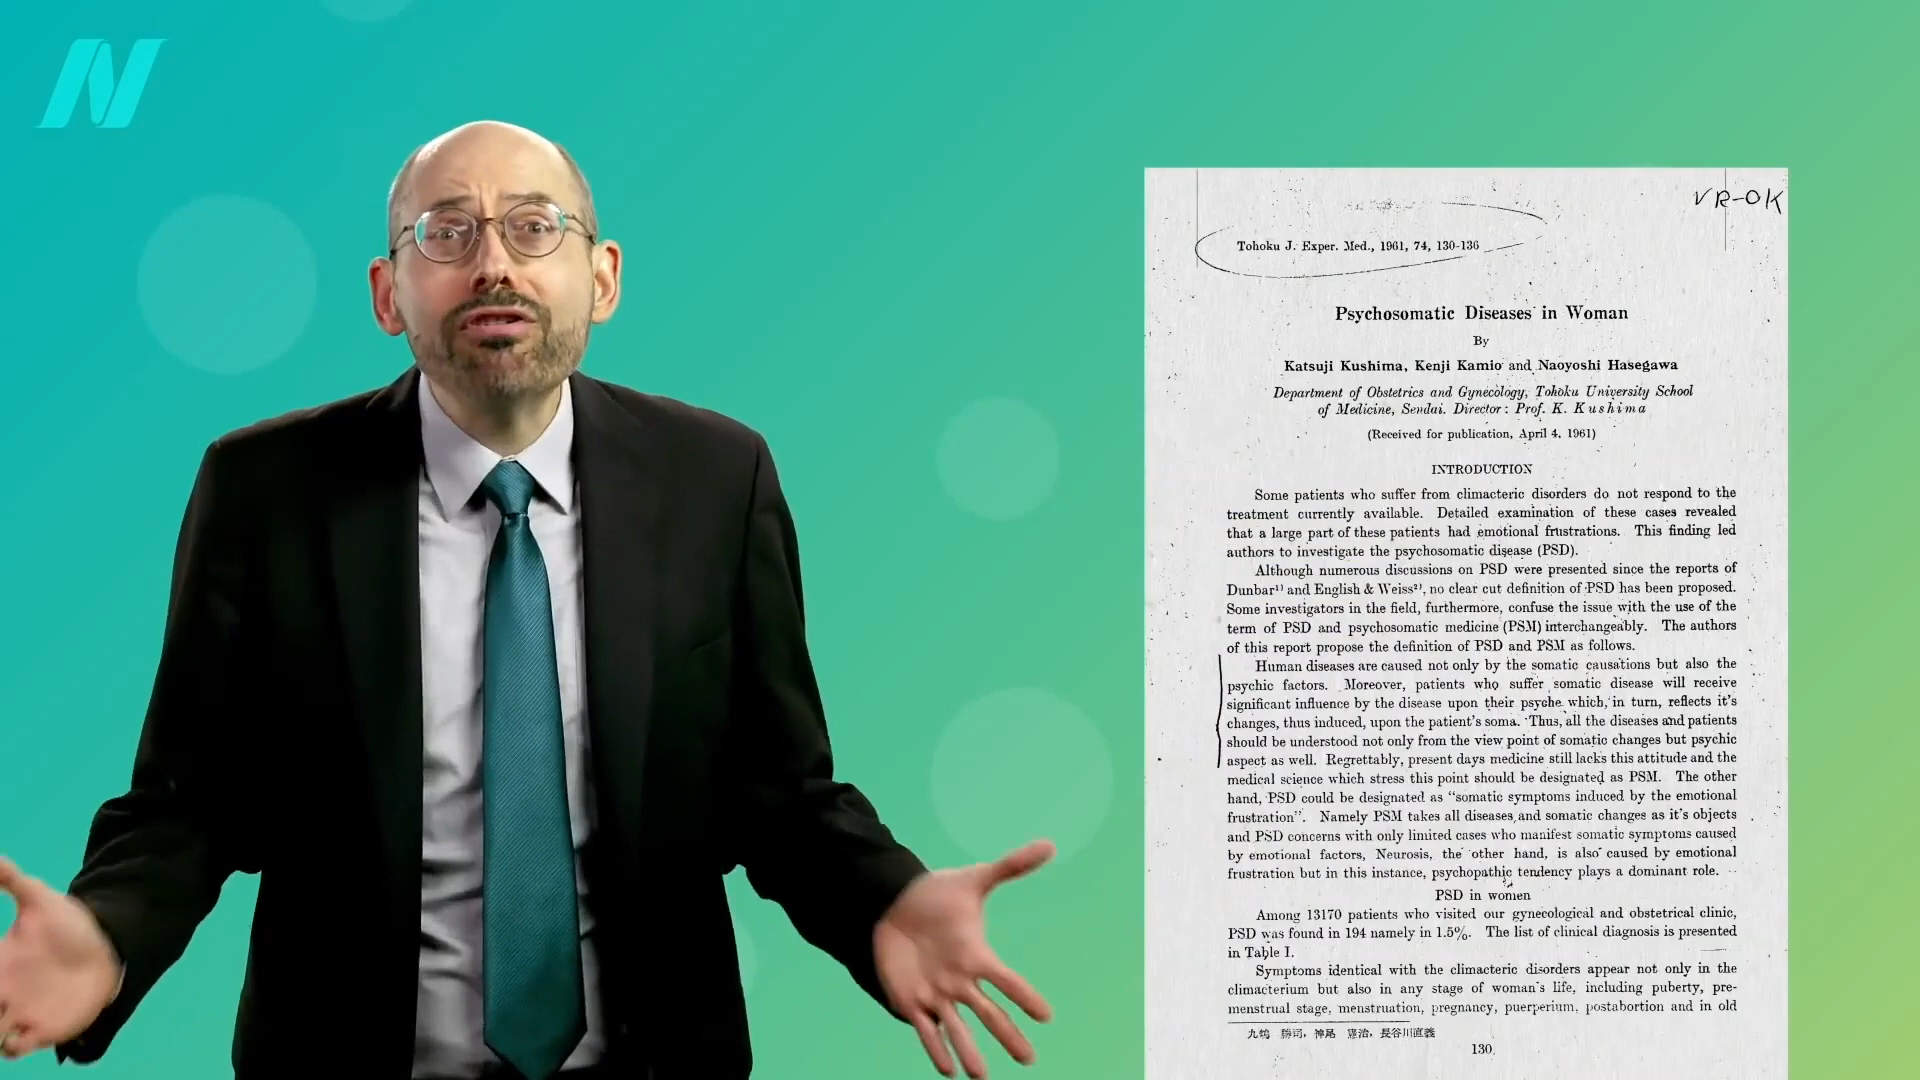 N
VR-OK
Tohoku J. Exper. Med., 1961, 74, 130-136
Psychosomatic Diseases in Woman
By
Katsuji Kushima, Kenji Kamio and Naoyoshi Hasegawa
Department of Obstetrics and Gynecology, Tohoku University School
of Medicine, Sendai. Director: Prof. K. Kushima
(Received for publication, April 4, 1961)
INTRODUCTION
Some patients who suffer from climacteric disorders do not respond to the
treatment currently available. Detailed examination of these cases revealed
that a large part of these patients had emotional frustrations. This finding led
authors to investigate the psychosomatic disease (PSD).
Although numerous discussions on PSD were presented since the reports of
Dunbar¹⁾ and English & Weiss²⁾, no clear cut definition of PSD has been proposed.
Some investigators in the field, furthermore, confuse the issue with the use of the
term of PSD and psychosomatic medicine (PSM) interchangeably. The authors
of this report propose the definition of PSD and PSM as follows.
Human diseases are caused not only by the somatic causations but also the
psychic factors. Moreover, patients who suffer somatic disease will receive
significant influence by the disease upon their psyche which, in turn, reflects it's
changes, thus induced, upon the patient's soma. Thus, all the diseases and patients
should be understood not only from the view point of somatic changes but psychic
aspect as well. Regrettably, present days medicine still lacks this attitude and the
medical science which stress this point should be designated as PSM. The other
hand, PSD could be designated as "somatic symptoms induced by the emotional
frustration". Namely PSM takes all diseases and somatic changes as it's objects
and PSD concerns with only limited cases who manifest somatic symptoms caused
by emotional factors, Neurosis, the other hand, is also caused by emotional
frustration but in this instance, psychopathic tendency plays a dominant role.
PSD in women
Among 13170 patients who visited our gynecological and obstetrical clinic,
PSD was found in 194 namely in 1.5%. The list of clinical diagnosis is presented
in Table I.
Symptoms identical with the climacteric disorders appear not only in the
climacterium but also in any stage of woman's life, including puberty, pre-
menstrual stage, menstruation, pregnancy, puerperium, postabortion and in old
九嶋 勝司, 神尾 憲治, 長谷川直義
130